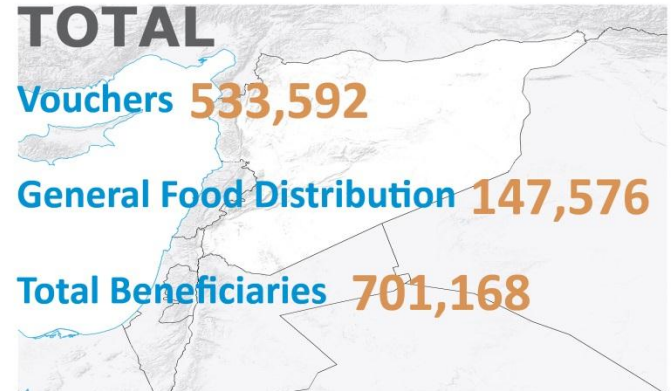 TOTAL
Vouchers 533,592
General Food Distribution 147,576
Total Beneficiaries 701,168